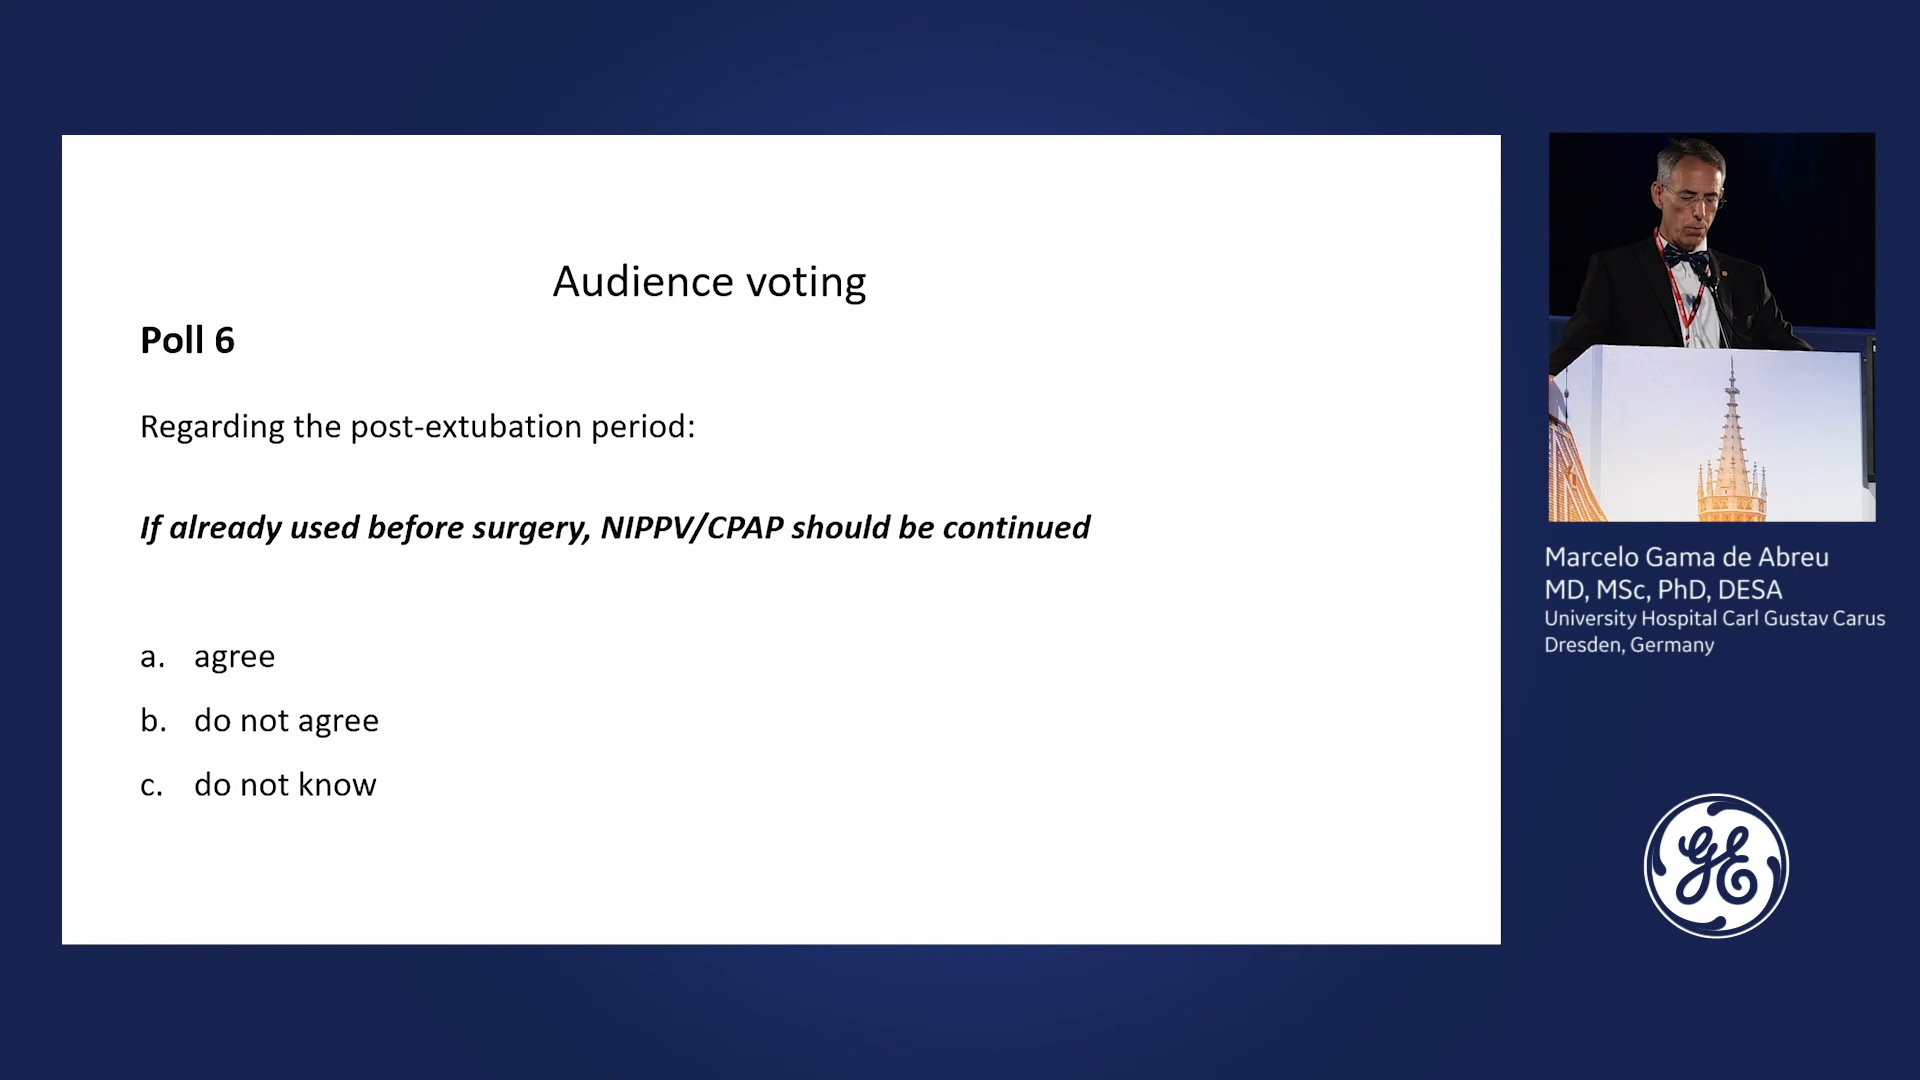 Audience voting
Poll 6
Regarding the post-extubation period:
If already used before surgery, NIPPV/CPAP should be continued
a. agree
b. do not agree
c. do not know
Marcelo Gama de Abreu
MD, MSc, PhD, DESA
University Hospital Carl Gustav Carus
Dresden, Germany
GE